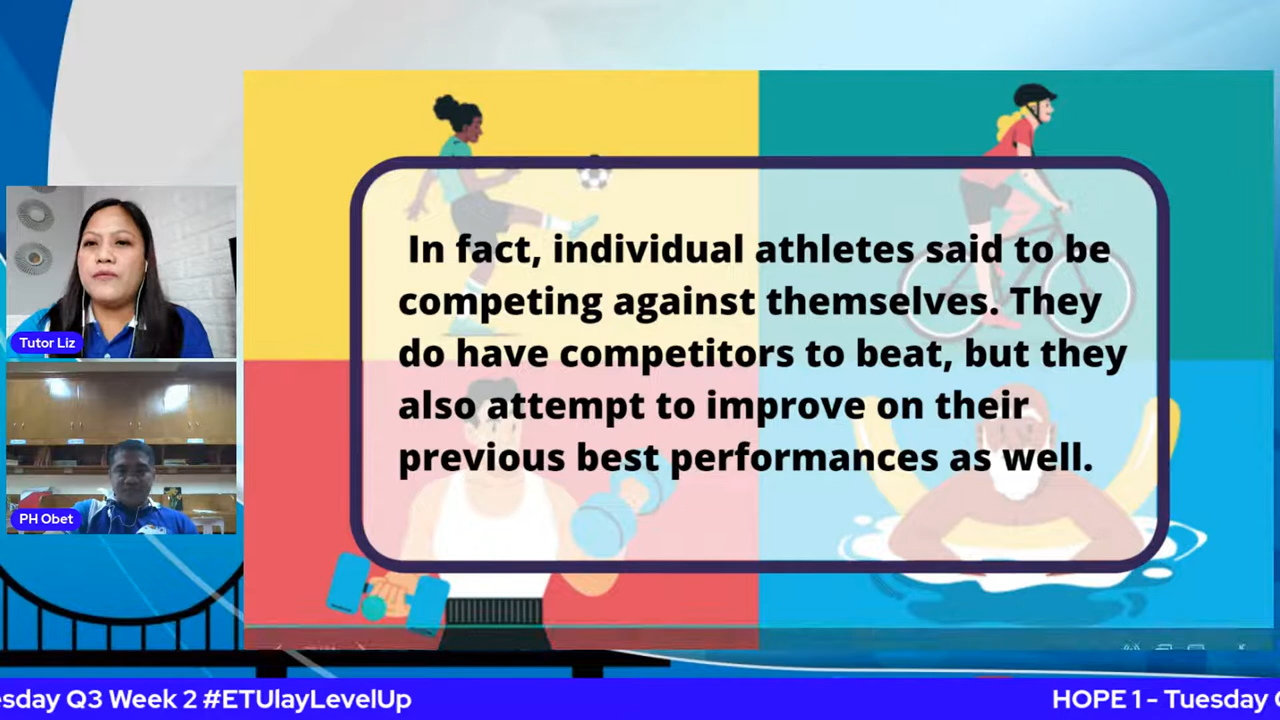 In fact, individual athletes said to be
competing against themselves. They
do have competitors to beat, but they
also attempt to improve on their
previous best performances as well.
Tutor Liz
PH Obet
esday Q3 Week 2 #ETUlayLevelUp
HOPE 1 - Tuesday